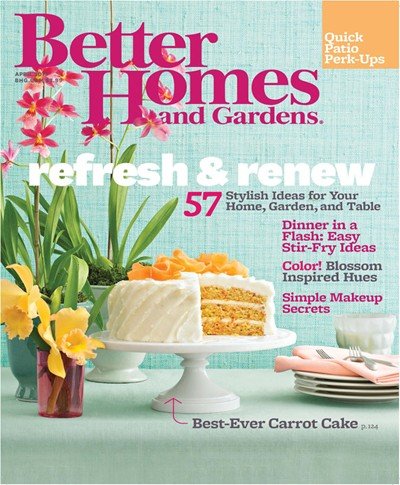 Quick
Patio
Perk-Ups
Better
Homes
and Gardens®
refresh & renew
57 Stylish Ideas for Your
Home, Garden, and Table
Dinner in a
Flash: Easy
Stir-Fry Ideas
Color! Blossom
Inspired Hues
Simple Makeup
Secrets
Best-Ever Carrot Cake p.124